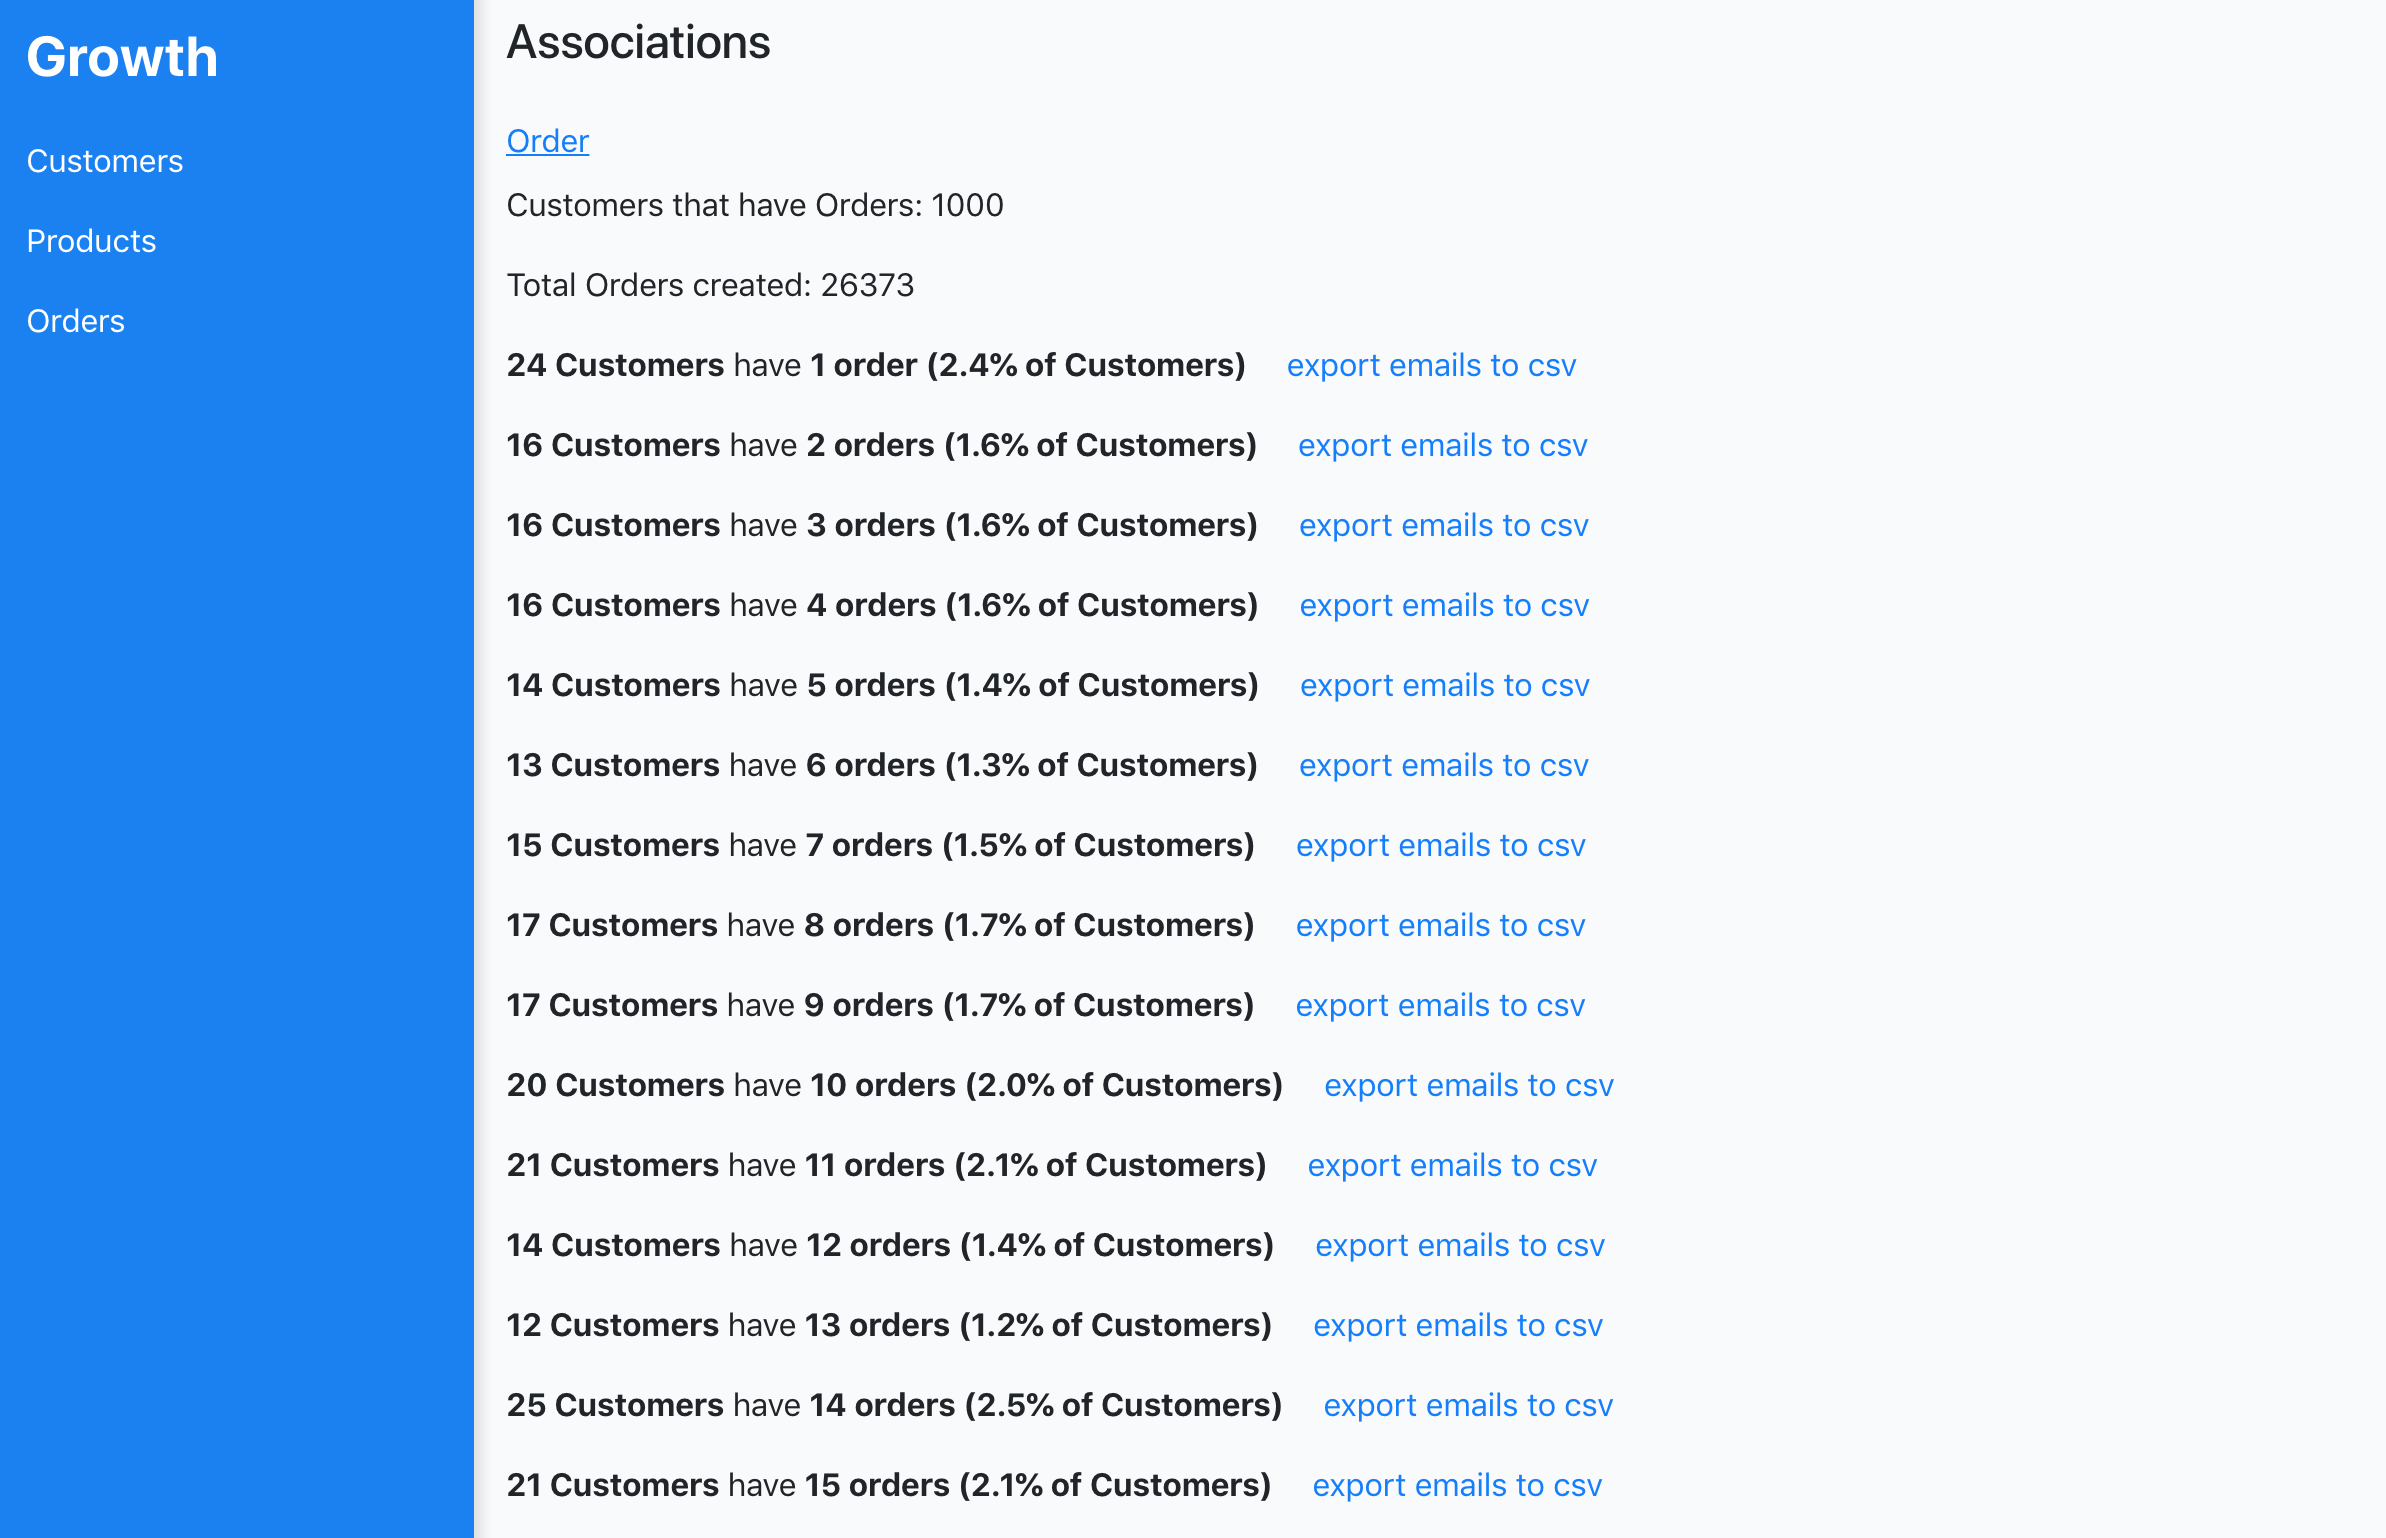 Growth
Customers
Products
Orders
Associations
Order
Customers that have Orders: 1000
Total Orders created: 26373
24 Customers have 1 order (2.4% of Customers) export emails to csv
16 Customers have 2 orders (1.6% of Customers) export emails to csv
16 Customers have 3 orders (1.6% of Customers) export emails to csv
16 Customers have 4 orders (1.6% of Customers) export emails to csv
14 Customers have 5 orders (1.4% of Customers) export emails to csv
13 Customers have 6 orders (1.3% of Customers) export emails to csv
15 Customers have 7 orders (1.5% of Customers) export emails to csv
17 Customers have 8 orders (1.7% of Customers) export emails to csv
17 Customers have 9 orders (1.7% of Customers) export emails to csv
20 Customers have 10 orders (2.0% of Customers) export emails to csv
21 Customers have 11 orders (2.1% of Customers) export emails to csv
14 Customers have 12 orders (1.4% of Customers) export emails to csv
12 Customers have 13 orders (1.2% of Customers) export emails to csv
25 Customers have 14 orders (2.5% of Customers) export emails to csv
21 Customers have 15 orders (2.1% of Customers) export emails to csv